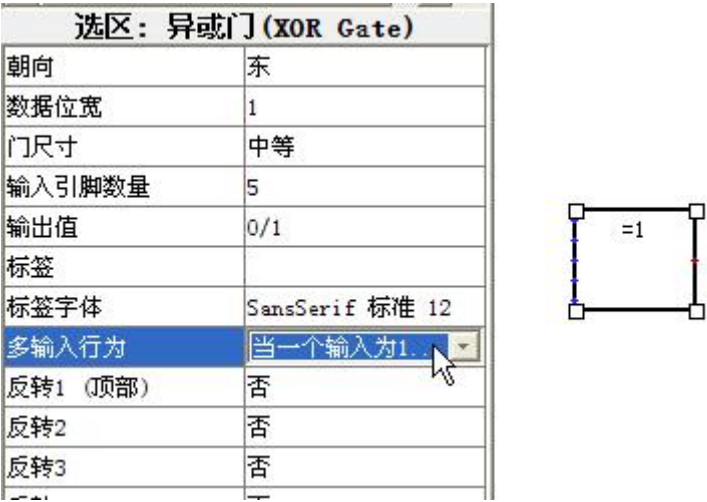 选区: 异或门(XOR Gate)
朝向 东
数据位宽 1
门尺寸 中等
输入引脚数量 5
输出值 0/1
标签
标签字体 SansSerif 标准 12
多输入行为 当一个输入为1..
反转1 (顶部) 否
反转2 否
反转3 否
=1